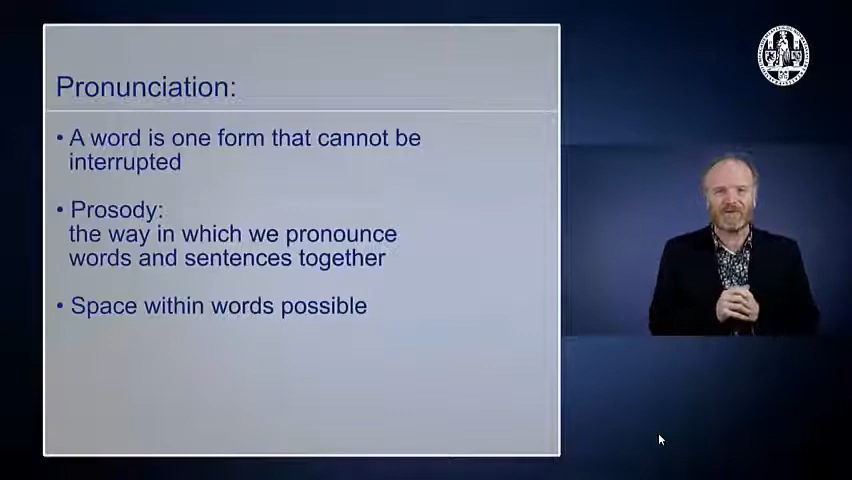 Pronunciation:
• A word is one form that cannot be
interrupted
• Prosody:
the way in which we pronounce
words and sentences together
• Space within words possible